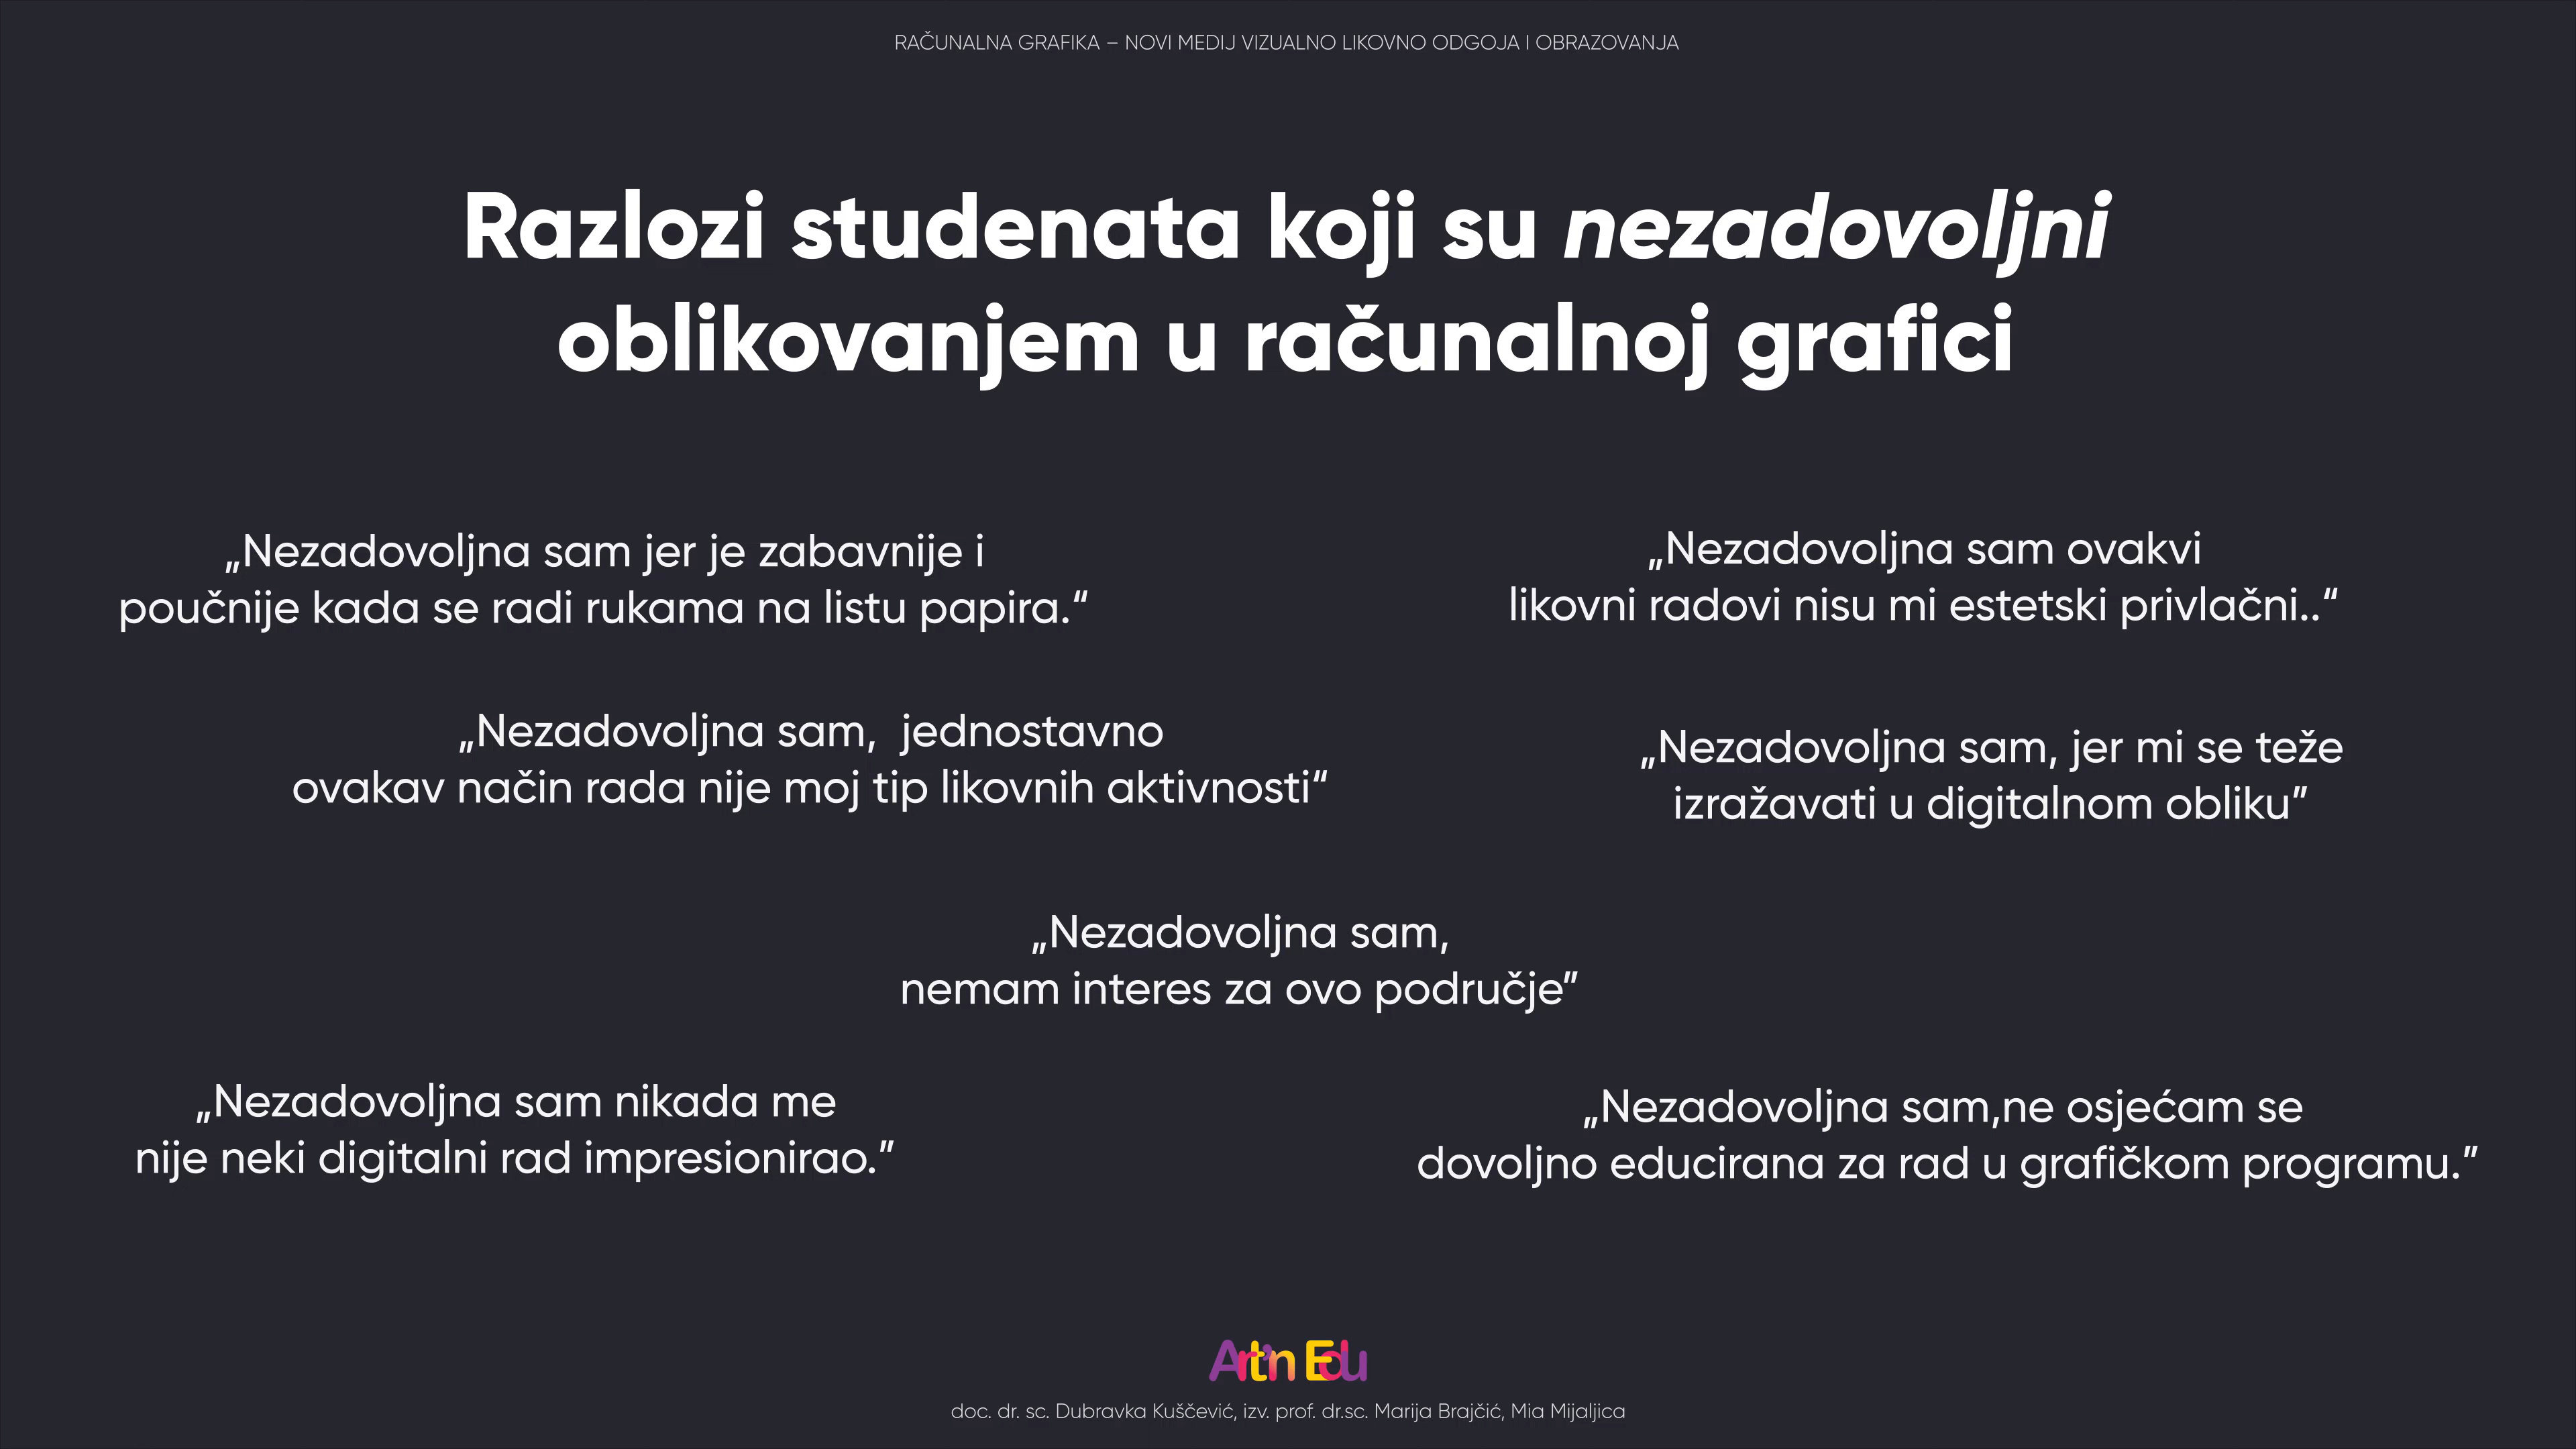 RAČUNALNA GRAFIKA – NOVI MEDIJ VIZUALNO LIKOVNO ODGOJA I OBRAZOVANJA
Razlozi studenata koji su nezadovoljni
oblikovanjem u računalnoj grafici
„Nezadovoljna sam jer je zabavnije i
poučnije kada se radi rukama na listu papira.“
„Nezadovoljna sam ovakvi
likovni radovi nisu mi estetski privlačni..“
„Nezadovoljna sam,  jednostavno
ovakav način rada nije moj tip likovnih aktivnosti“
„Nezadovoljna sam, jer mi se teže
izražavati u digitalnom obliku”
„Nezadovoljna sam,
nemam interes za ovo područje”
„Nezadovoljna sam nikada me
nije neki digitalni rad impresionirao.”
„Nezadovoljna sam,ne osjećam se
dovoljno educirana za rad u grafičkom programu.”
Art'n Edu
doc. dr. sc. Dubravka Kuščević, izv. prof. dr.sc. Marija Brajčić, Mia Mijaljica